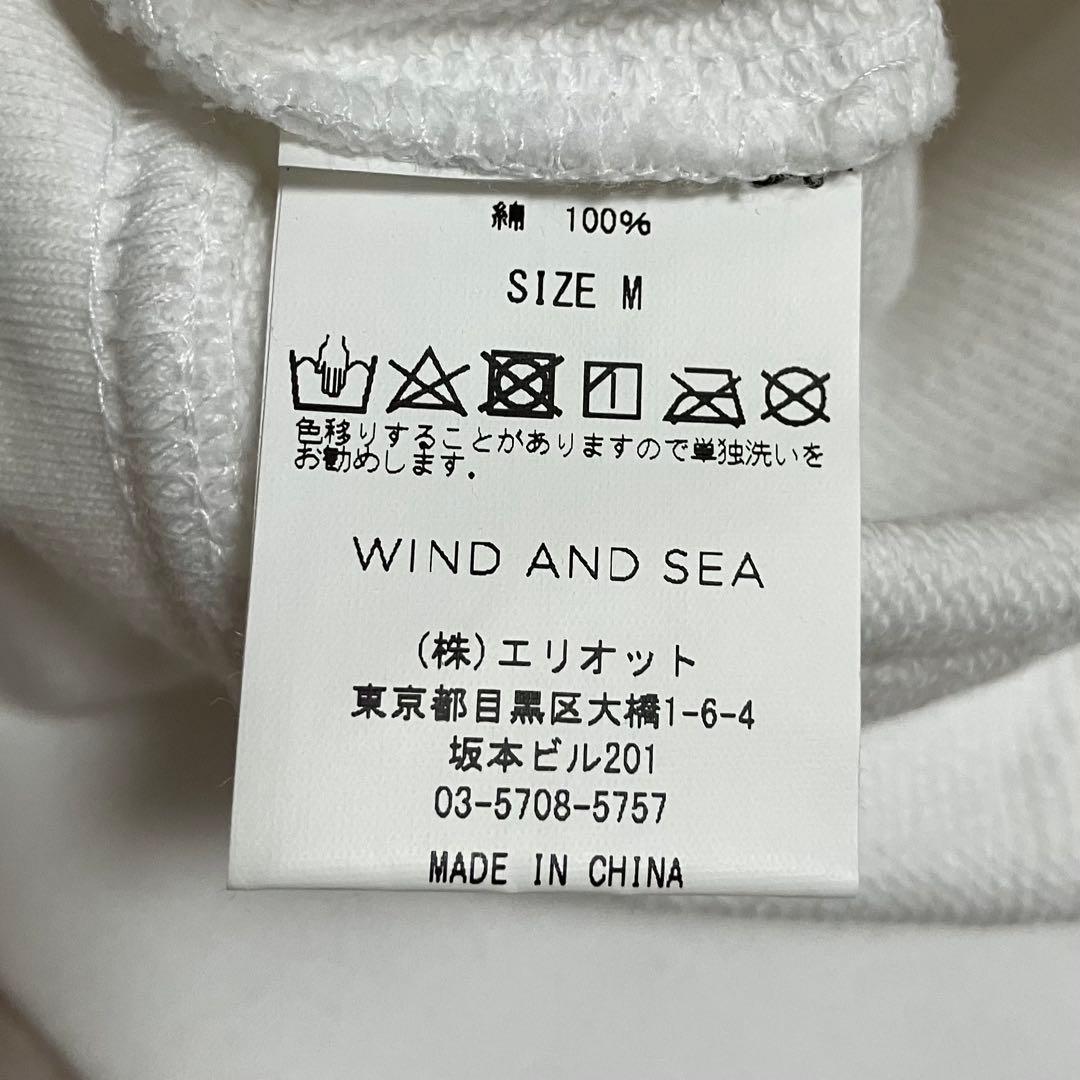 綿　100%
SIZE M
色移りすることがありますので単独洗いを
お勧めします.
WIND AND SEA
(株)エリオット
東京都目黒区大橋1-6-4
坂本ビル201
03-5708-5757
MADE IN CHINA